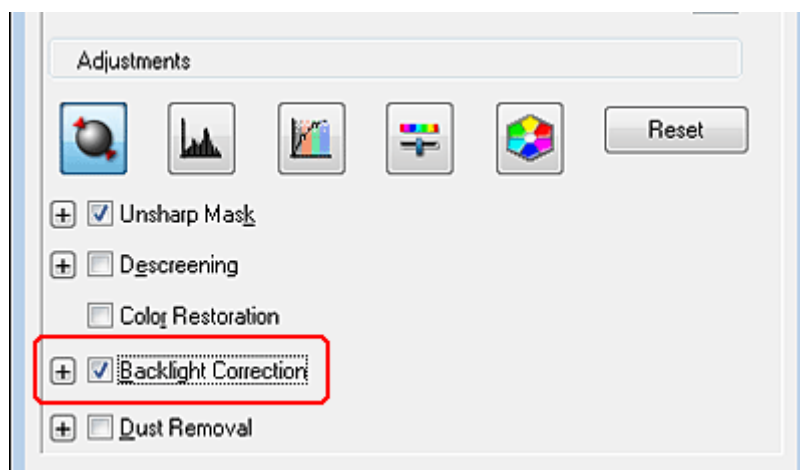 Adjustments
Reset
Unsharp Mask
Descreening
Color Restoration
Backlight Correction
Dust Removal